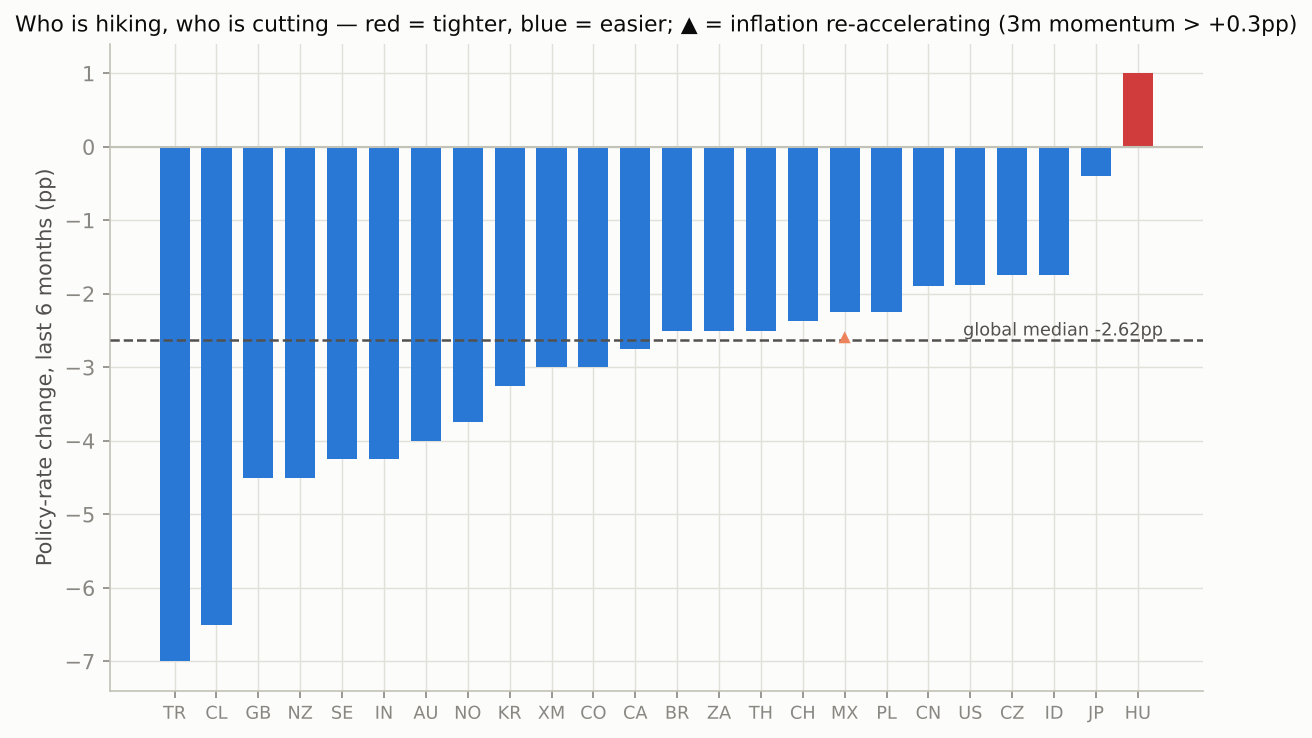 Who is hiking, who is cutting — red = tighter, blue = easier; ▲ = inflation re-accelerating (3m momentum > +0.3pp)
Policy-rate change, last 6 months (pp)
1
0
−1
−2
−3
−4
−5
−6
−7
global median -2.62pp
TR CL GB NZ SE IN AU NO KR XM CO CA BR ZA TH CH MX PL CN US CZ ID JP HU